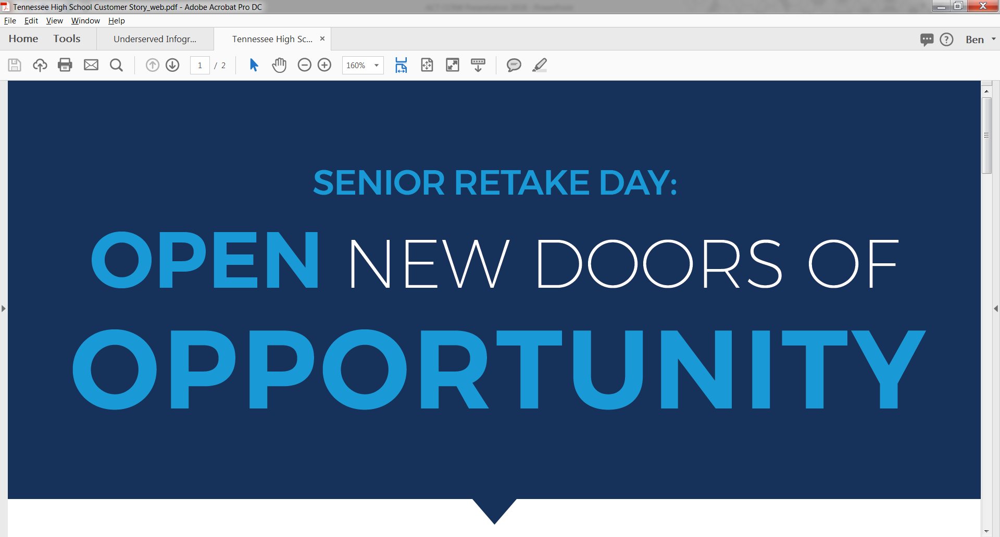 Tennessee High School Customer Story_web.pdf - Adobe Acrobat Pro DC
File Edit View Window Help
Home Tools Underservd Infogr... Tennessee High Sc... × Ben
1 / 2 160%
SENIOR RETAKE DAY:
OPEN NEW DOORS OF
OPPORTUNITY